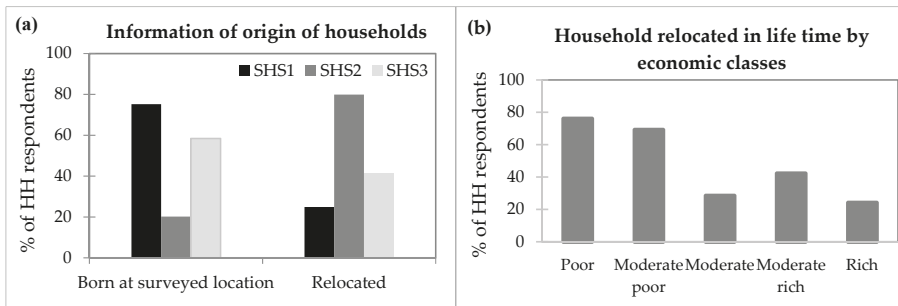 (a)
Information of origin of households
SHS1 SHS2 SHS3
% of HH respondents
100
80
60
40
20
0
Born at surveyed location Relocated
(b)
Household relocated in life time by
economic classes
% of HH respondents
100
80
60
40
20
0
Poor Moderate Moderate Moderate Rich
poor rich